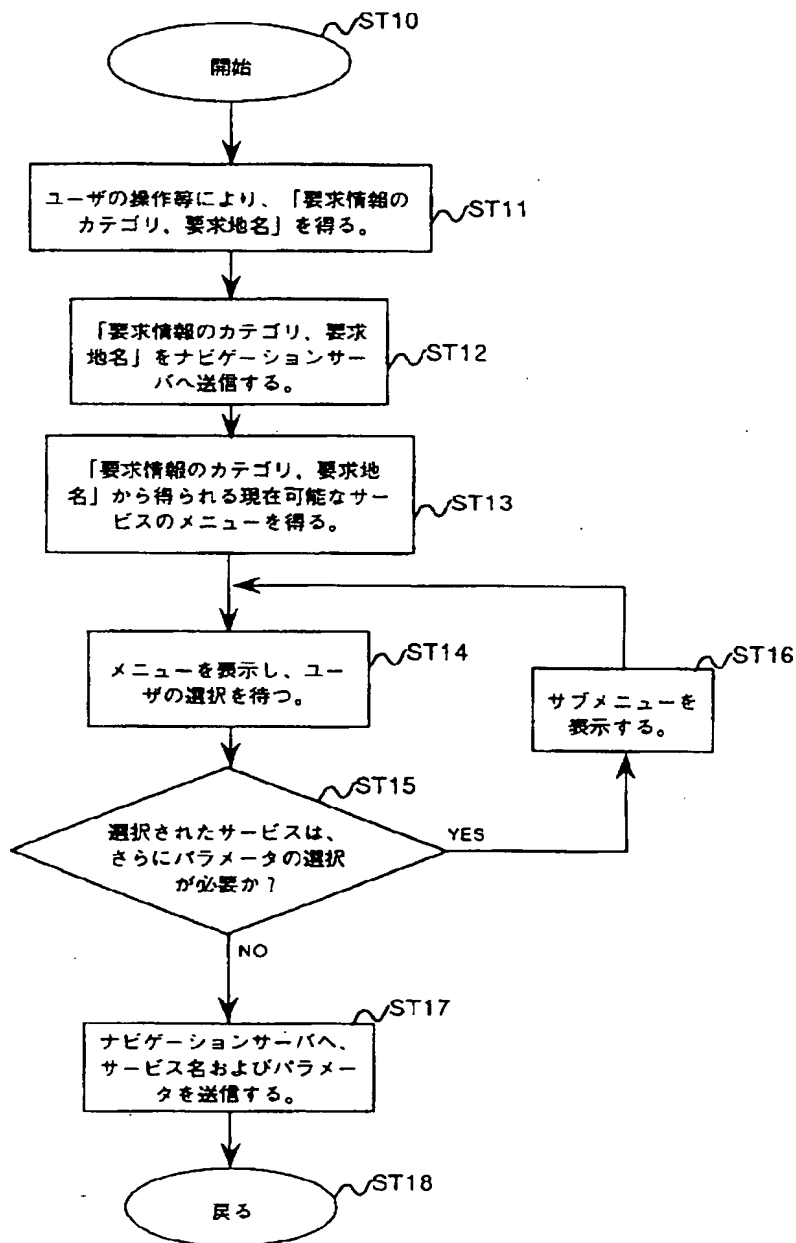 ST10
開始
ユーザの操作等により、「要求情報の
カテゴリ、要求地名」を得る。
ST11
「要求情報のカテゴリ、要求
地名」をナビゲーションサー
バへ送信する。
ST12
「要求情報のカテゴリ、要求地
名」から得られる現在可能なサー
ビスのメニューを得る。
ST13
メニューを表示し、ユー
ザの選択を待つ。
ST14
ST16
サブメニューを
表示する。
ST15
選択されたサービスは、
さらにパラメータの選択
が必要か?
YES
NO
ST17
ナビゲーションサーバへ、
サービス名およびパラメー
タを送信する。
ST18
戻る